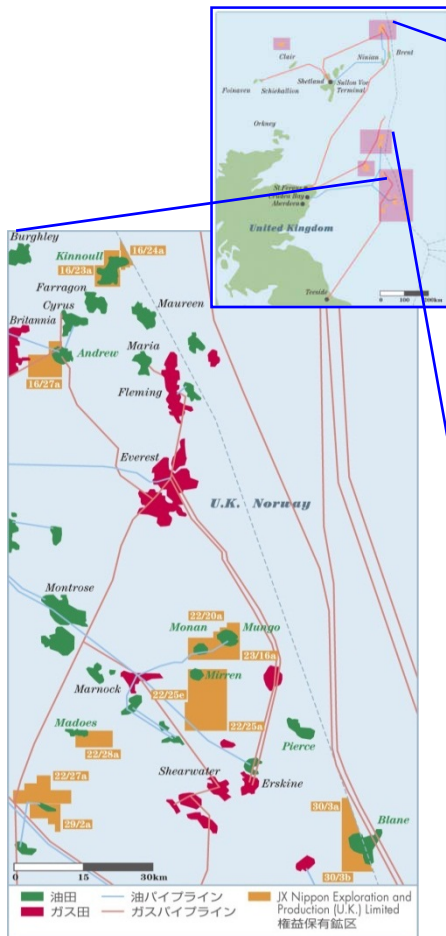 Brent
Ninian
Clair
Foinaven
Schiehallion
Shetland
Sullom Voe
Terminal
Orkney
St Fergus
Cruden Bay
Aberdeen
United Kingdom
Teeside
0 100 200km
Burghley
Kinnoull
16/24a
16/23a
Farragon
Cyrus
Maureen
Britannia
Maria
Andrew
16/27a
Fleming
Everest
U.K. Norway
Montrose
22/20a
Monan
Mungo
23/16a
Mirren
Marnock
22/25c
22/25a
Madoes
Pierce
22/28a
Shearwater
Erskine
22/27a
30/3a
Blane
29/2a
30/3b
0 15 30km
油田
油パイプライン
JX Nippon Exploration and
Production (U.K.) Limited
権益保有鉱区
ガス田
ガスパイプライン